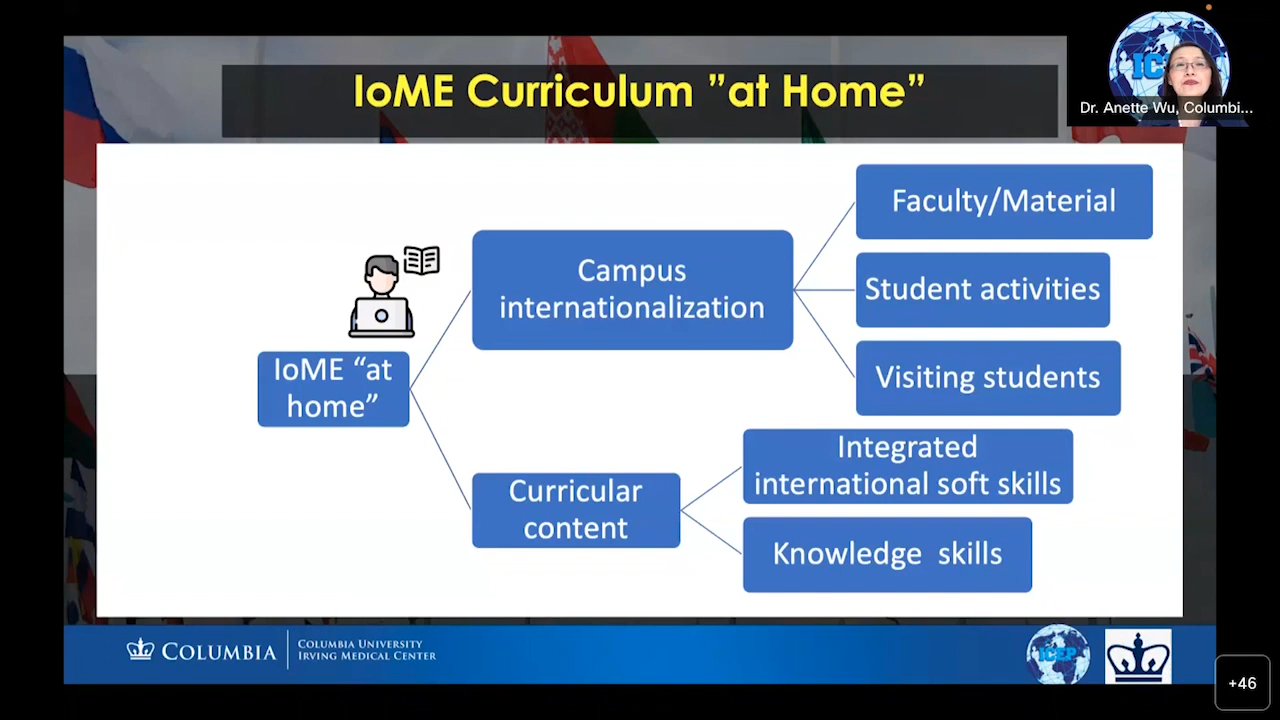 IoME Curriculum ”at Home”
Dr. Anette Wu, Columbi...
IoME “at
home”
Campus
internationalization
Faculty/Material
Student activities
Visiting students
Curricular
content
Integrated
international soft skills
Knowledge skills
COLUMBIA
COLUMBIA UNIVERSITY
IRVING MEDICAL CENTER
ICEP
+46